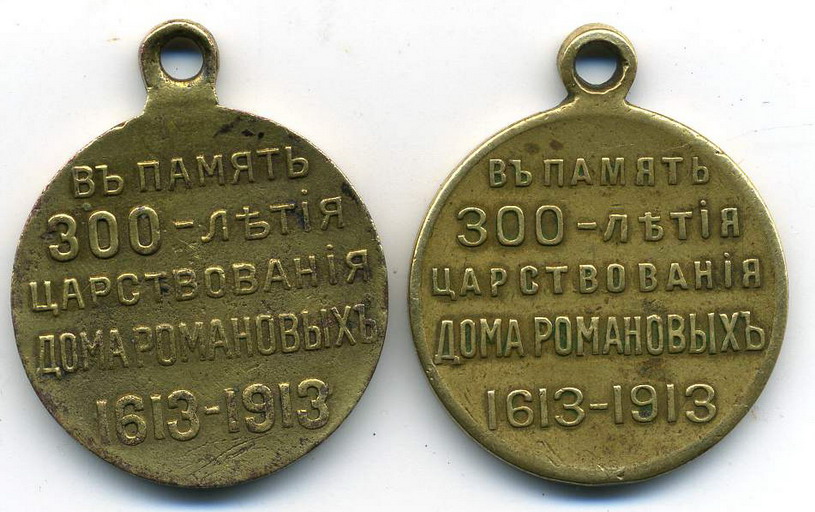 ВЪ ПАМЯТЬ
300-ЛѢТІЯ
ЦАРСТВОВАНІЯ
ДОМА РОМАНОВЫХЪ
1613-1913
ВЪ ПАМЯТЬ
300-ЛѢТІЯ
ЦАРСТВОВАНІЯ
ДОМА РОМАНОВЫХЪ
1613-1913